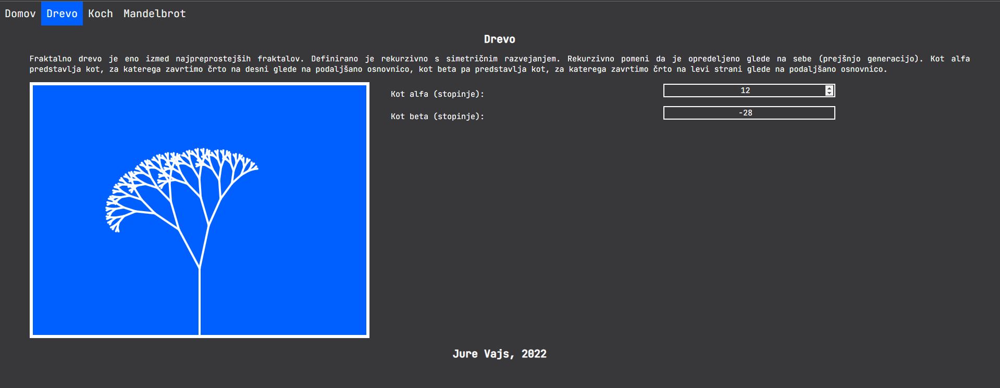 Domov Drevo Koch Mandelbrot
Drevo
Fraktalno drevo je eno izmed najpreprostejših fraktalov. Definirano je rekurzivno s simetričnim razvejanjem. Rekurzivno pomeni da je opredeljeno glede na sebe (prejšnjo generacijo). Kot alfa
predstavlja kot, za katerega zavrtimo črto na desni glede na podaljšano osnovnico, kot beta pa predstavlja kot, za katerega zavrtimo črto na levi strani glede na podaljšano osnovnico.
Kot alfa (stopinje): 12
Kot beta (stopinje): -28
Jure Vajs, 2022